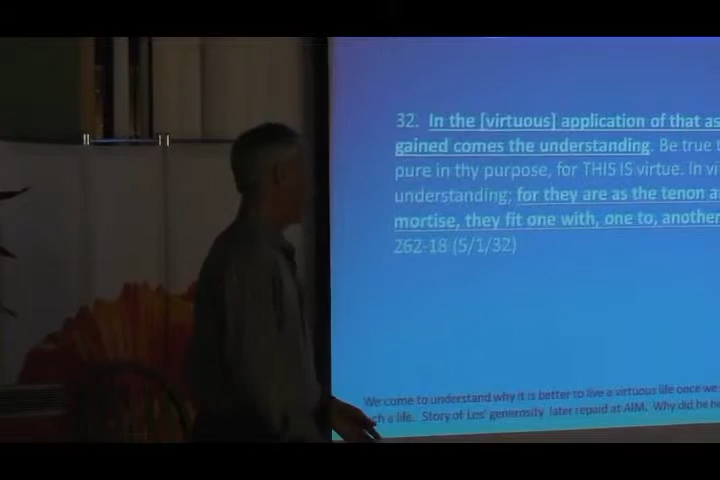 32. In the [virtuous] application of that as
gained comes the understanding. Be true
pure in thy purpose, for THIS IS virtue. In
understanding; for they are as the tenon
mortise, they fit one with, one to, another
262-18 (5/1/32)
We come to understand why it is better to live a virtuous life once we
a life. Story of Les' generosity later repaid at AIM. Why did he